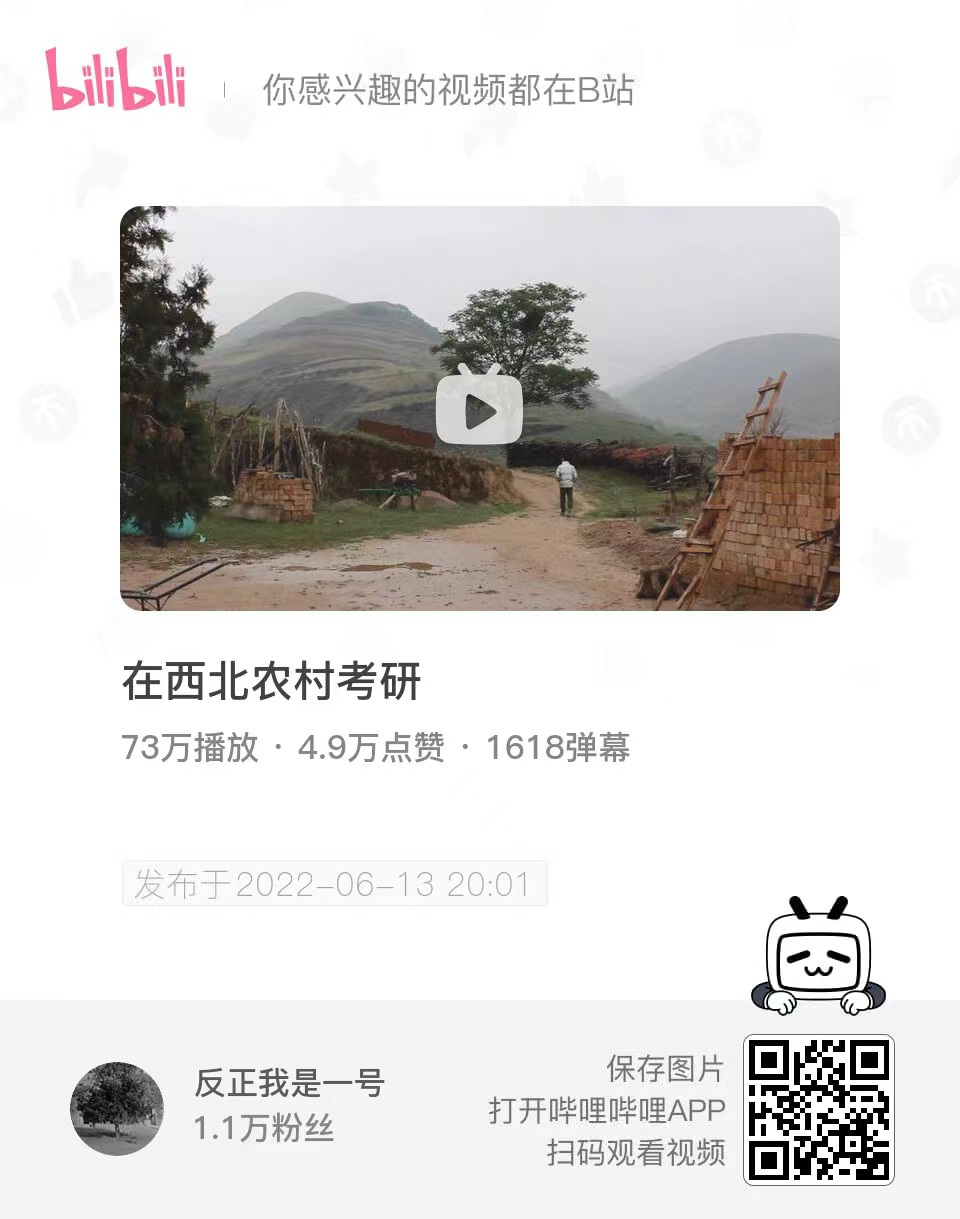 bilibili
你感兴趣的视频都在B站
在西北农村考研
73万播放 · 4.9万点赞 · 1618弹幕
发布于2022-06-13 20:01
反正我是一号
1.1万粉丝
保存图片
打开哔哩哔哩APP
扫码观看视频